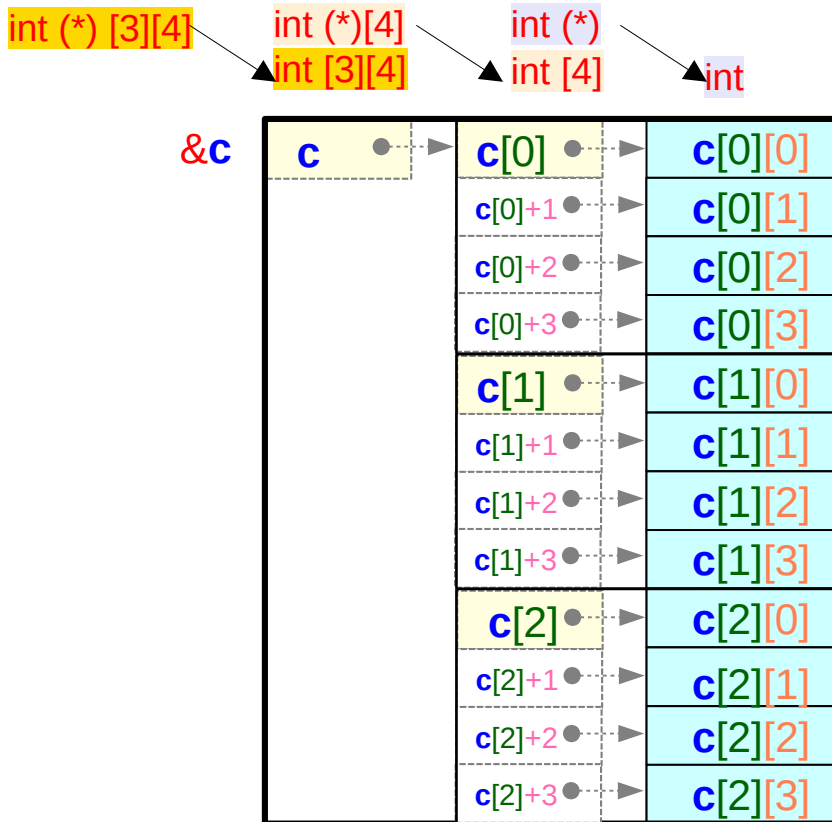 int (*) [3][4] int (*)[4] int (*)
int [3][4] int [4] int
&c c c[0] c[0][0]
c[0]+1 c[0][1]
c[0]+2 c[0][2]
c[0]+3 c[0][3]
c[1] c[1][0]
c[1]+1 c[1][1]
c[1]+2 c[1][2]
c[1]+3 c[1][3]
c[2] c[2][0]
c[2]+1 c[2][1]
c[2]+2 c[2][2]
c[2]+3 c[2][3]